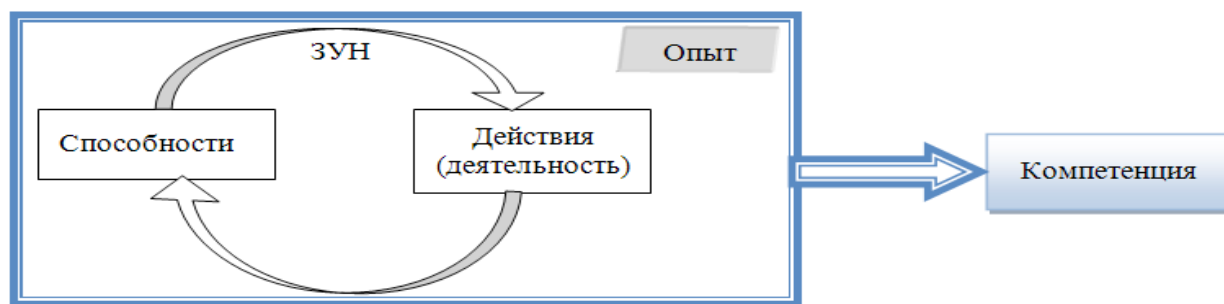 ЗУН
Опыт
Способности
Действия
(деятельность)
Компетенция